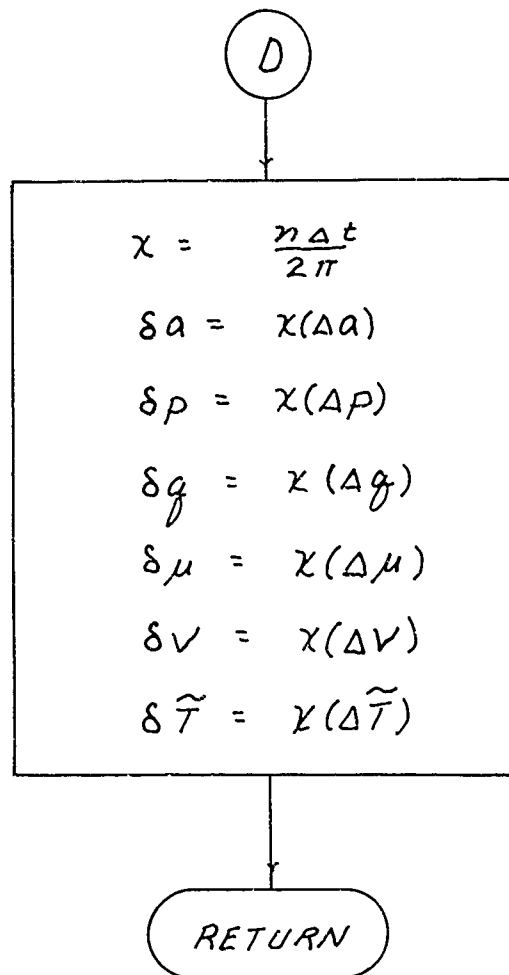 D
χ = nΔt/2π
δa = χ(Δa)
δp = χ(Δp)
δq = χ(Δq)
δμ = χ(Δμ)
δν = χ(Δν)
δT̃ = χ(ΔT̃)
RETURN